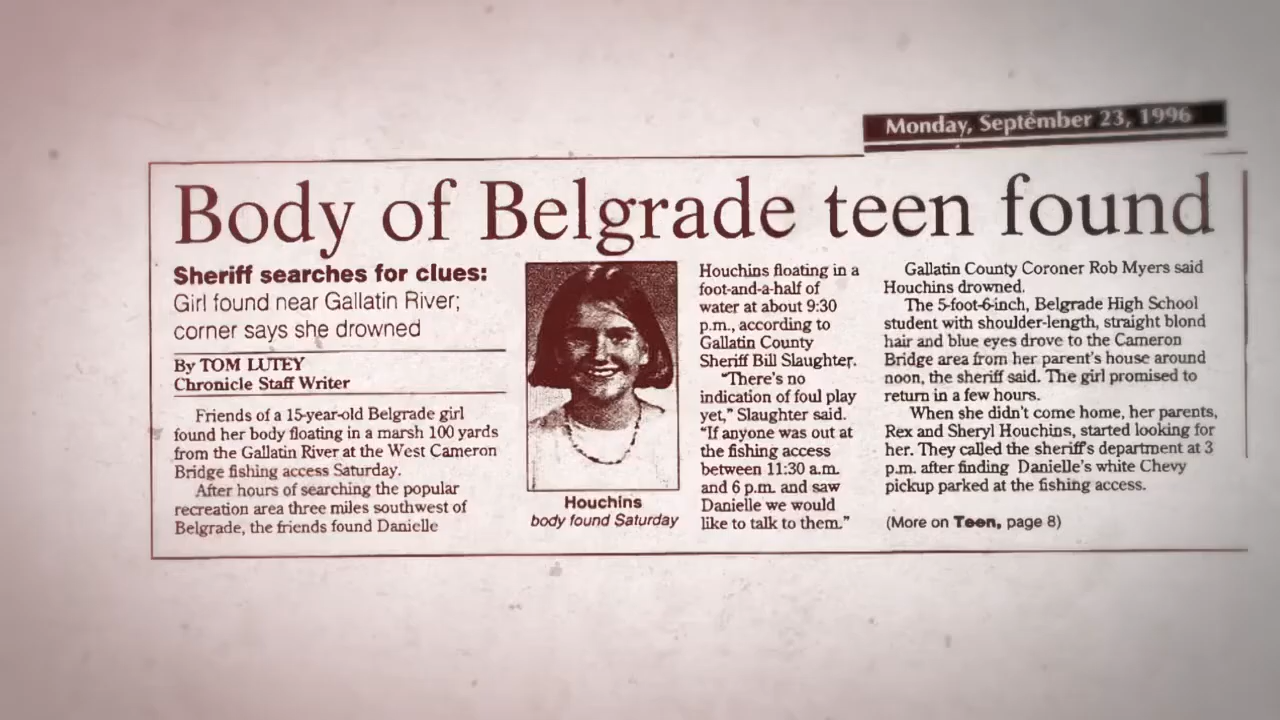 Monday, September 23, 1996
Body of Belgrade teen found
Sheriff searches for clues:
Girl found near Gallatin River;
corner says she drowned
By TOM LUTEY
Chronicle Staff Writer
Friends of a 15-year-old Belgrade girl
found her body floating in a marsh 100 yards
from the Gallatin River at the West Cameron
Bridge fishing access Saturday.
After hours of searching the popular
recreation area three miles southwest of
Belgrade, the friends found Danielle
Houchins
body found Saturday
Houchins floating in a
foot-and-a-half of
water at about 9:30
p.m., according to
Gallatin County
Sheriff Bill Slaughter.
“There's no
indication of foul play
yet,” Slaughter said.
“If anyone was out at
the fishing access
between 11:30 a.m.
and 6 p.m. and saw
Danielle we would
like to talk to them.”
Gallatin County Coroner Rob Myers said
Houchins drowned.
The 5-foot-6-inch, Belgrade High School
student with shoulder-length, straight blond
hair and blue eyes drove to the Cameron
Bridge area from her parent's house around
noon, the sheriff said. The girl promised to
return in a few hours.
When she didn't come home, her parents,
Rex and Sheryl Houchins, started looking for
her. They called the sheriff's department at 3
p.m. after finding Danielle's white Chevy
pickup parked at the fishing access.
(More on Teen, page 8)